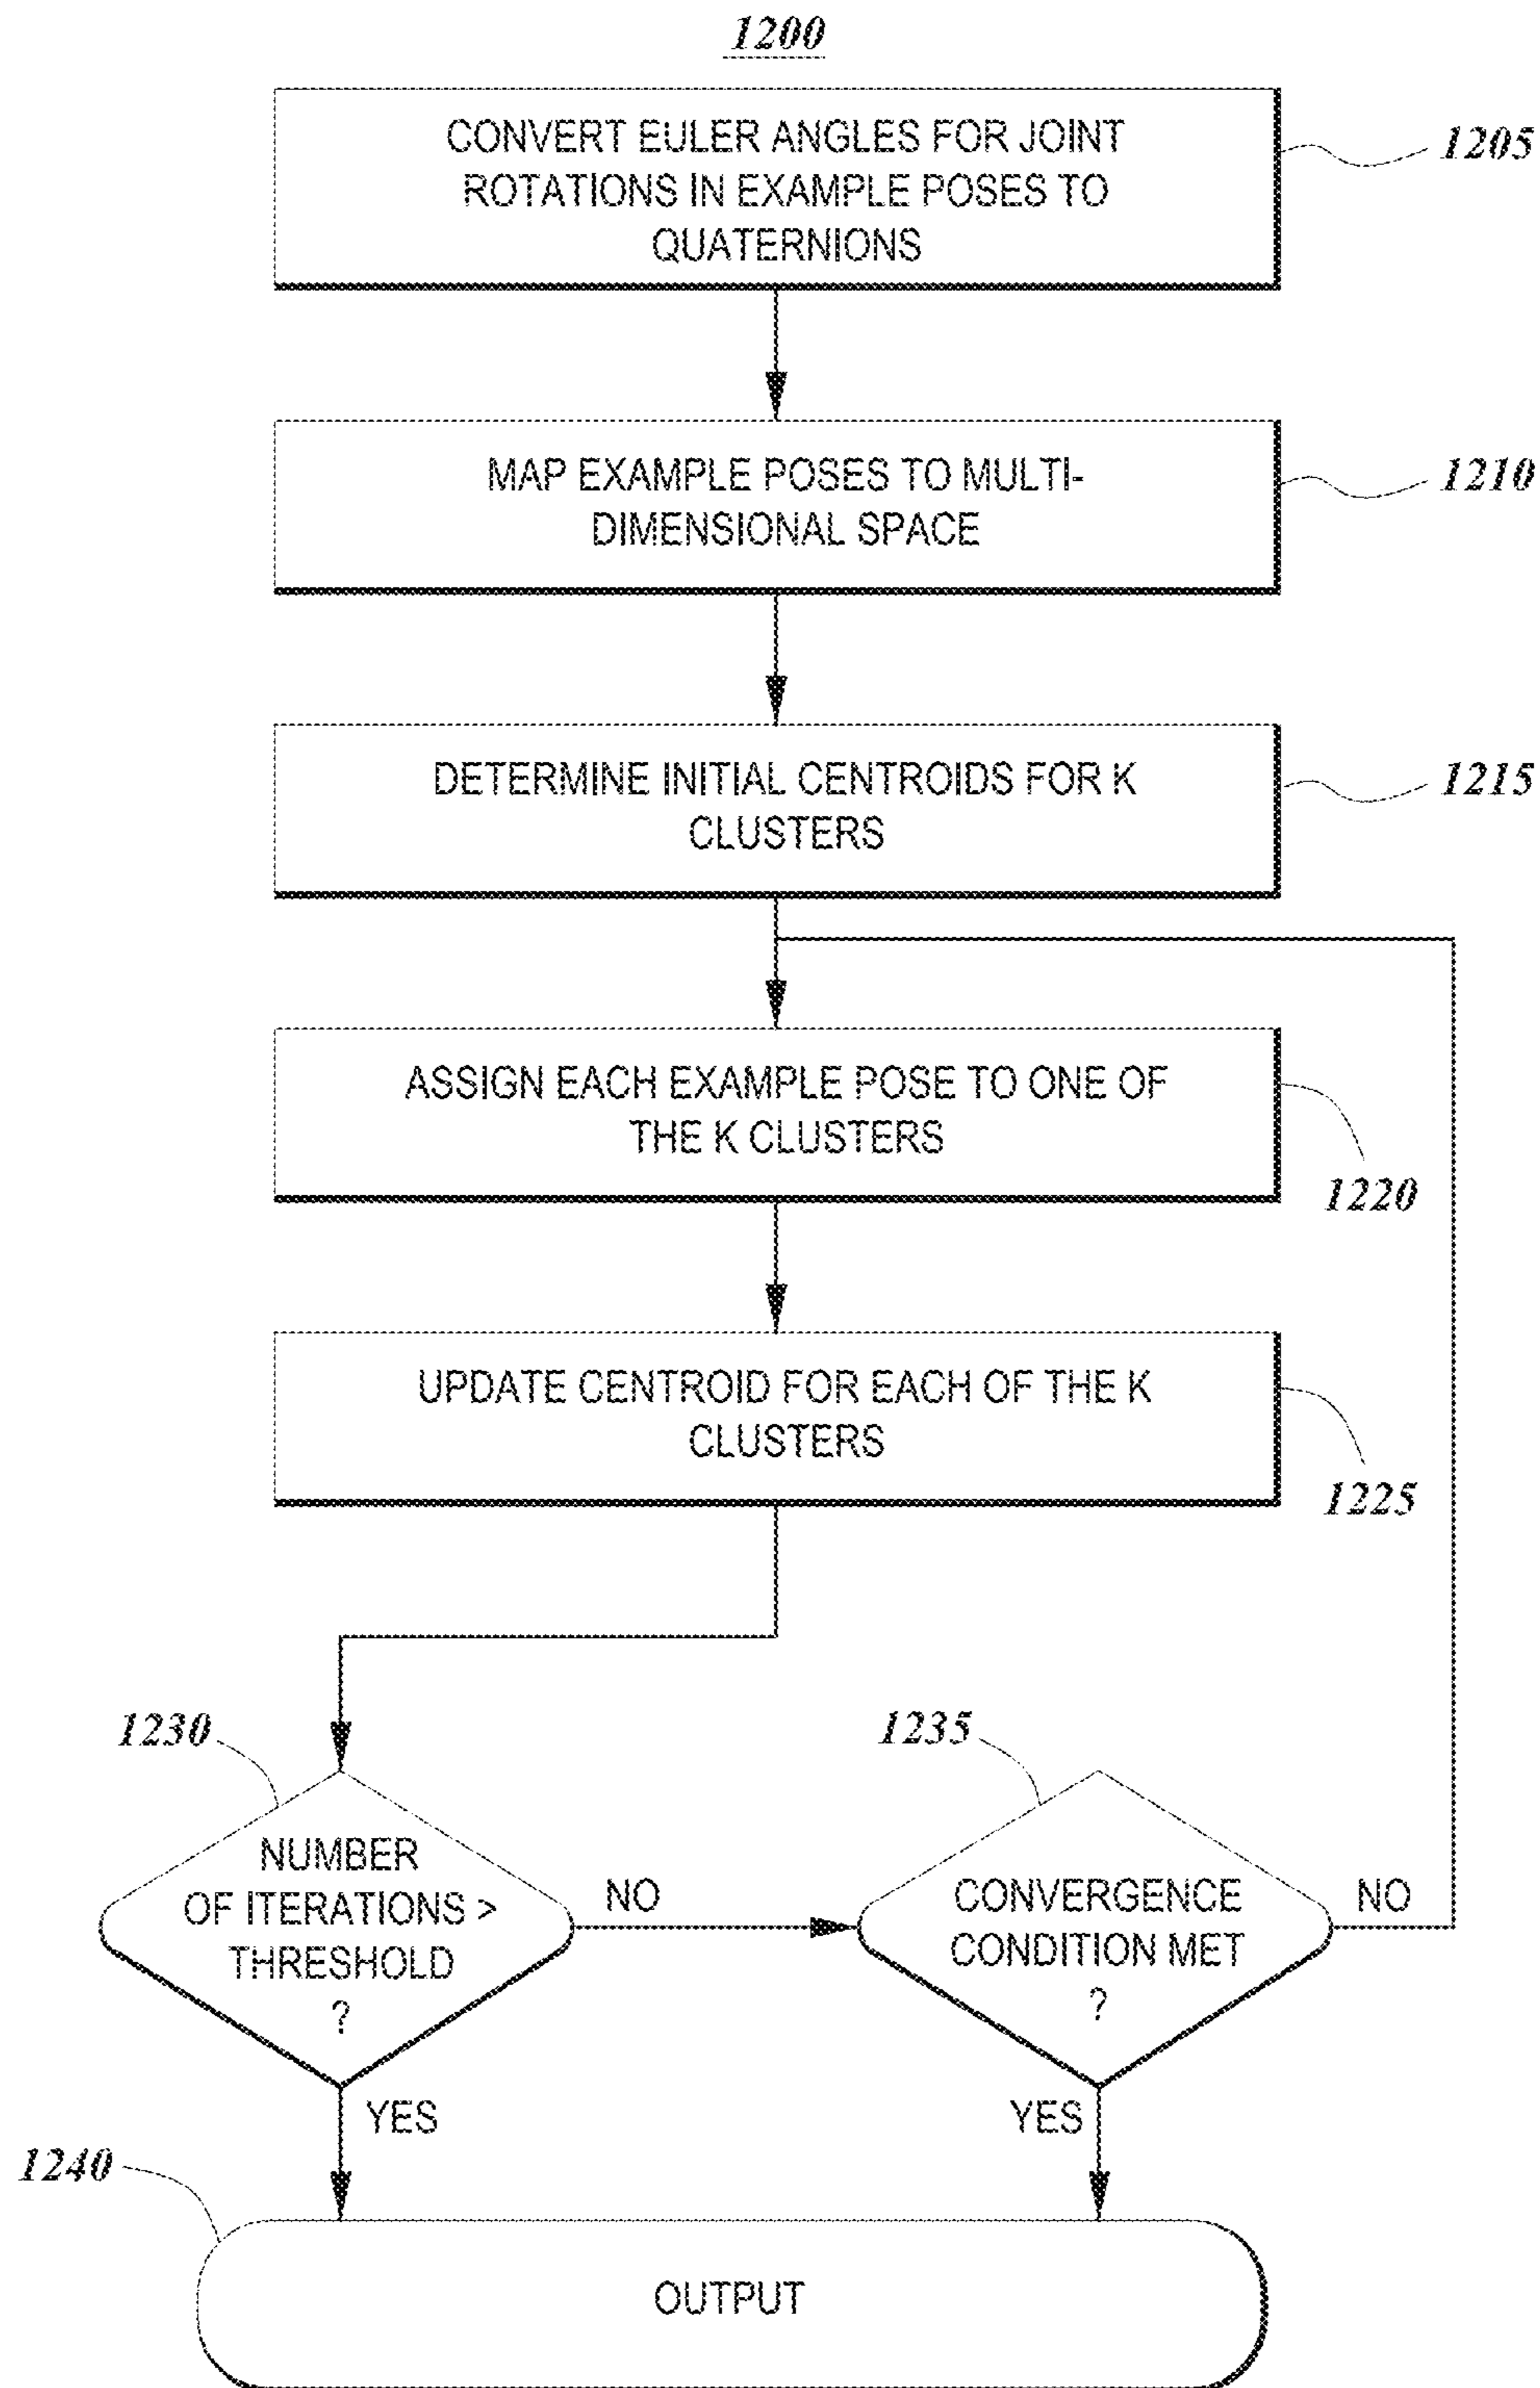 1200
CONVERT EULER ANGLES FOR JOINT
ROTATIONS IN EXAMPLE POSES TO
QUATERNIONS
1205
MAP EXAMPLE POSES TO MULTI-
DIMENSIONAL SPACE
1210
DETERMINE INITIAL CENTROIDS FOR K
CLUSTERS
1215
ASSIGN EACH EXAMPLE POSE TO ONE OF
THE K CLUSTERS
1220
UPDATE CENTROID FOR EACH OF THE K
CLUSTERS
1225
1230
NUMBER
OF ITERATIONS >
THRESHOLD
?
NO
YES
1235
CONVERGENCE
CONDITION MET
?
NO
YES
1240
OUTPUT